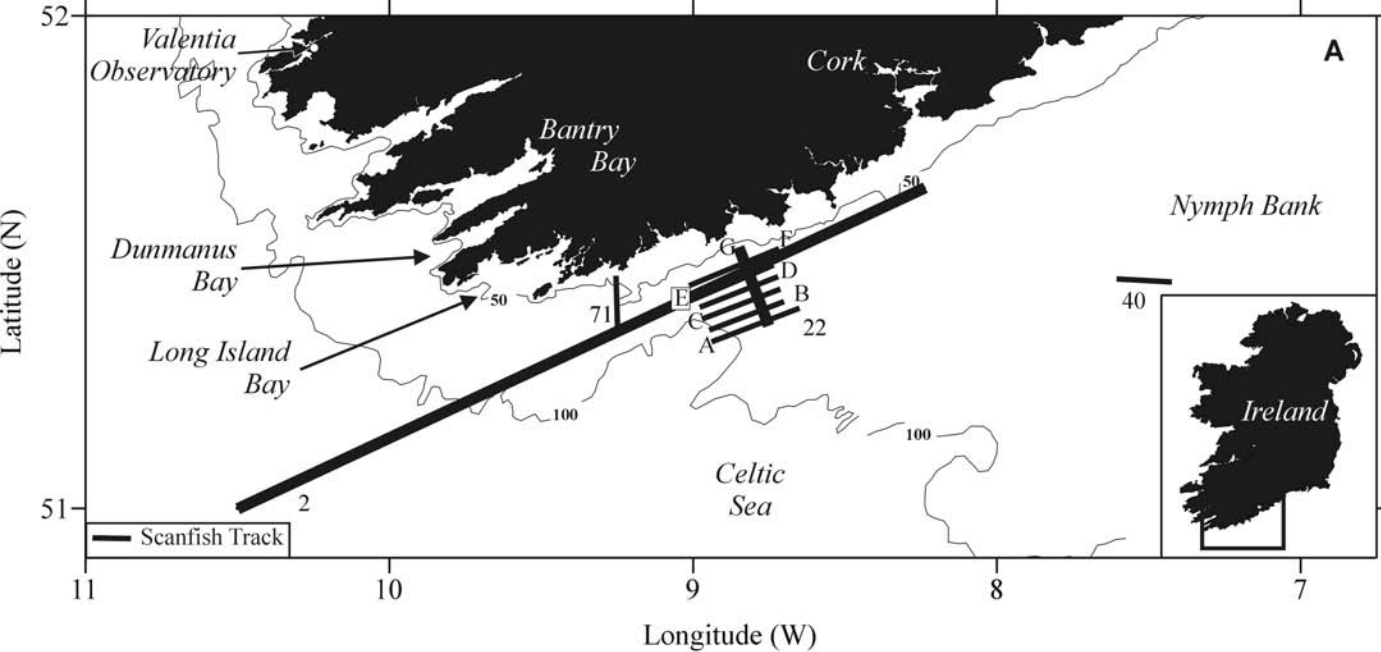 52
Valentia
Observatory
Cork
A
Bantry
Bay
50
Nymph Bank
Dunmanus
Bay
G
F
D
E
B
50
40
71
C
22
Long Island
Bay
A
100
Ireland
100
Celtic
Sea
2
51
Scanfish Track
11
10
9
8
7
Latitude (N)
Longitude (W)